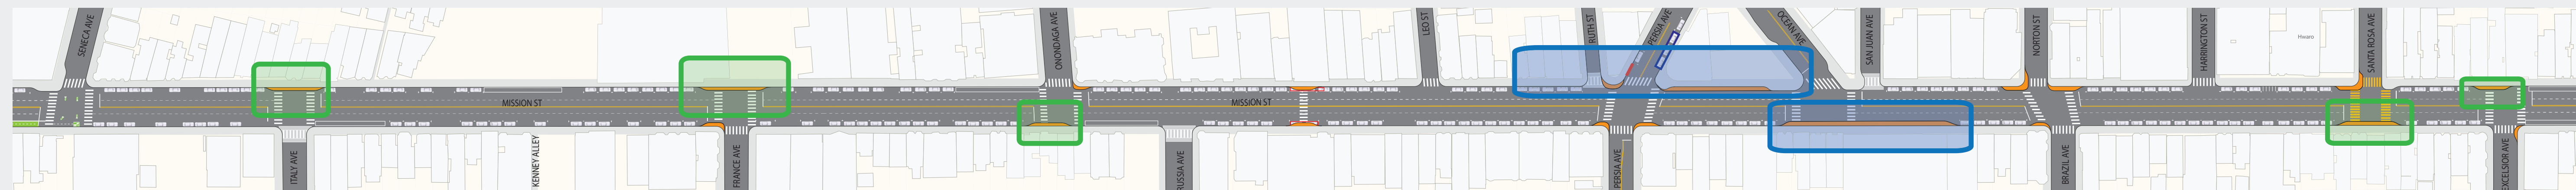 SENECA AVE
ONONDAGA AVE
LEO ST
RUTH ST
PERSIA AVE
OCEAN AVE
SAN JUAN AVE
NORTON ST
HARRINGTON ST
Hwaro
SANTA ROSA AVE
MISSION ST
MISSION ST
ITALY AVE
KENNEY ALLEY
FRANCE AVE
RUSSIA AVE
PERSIA AVE
BRAZIL AVE
EXCELSIOR AVE